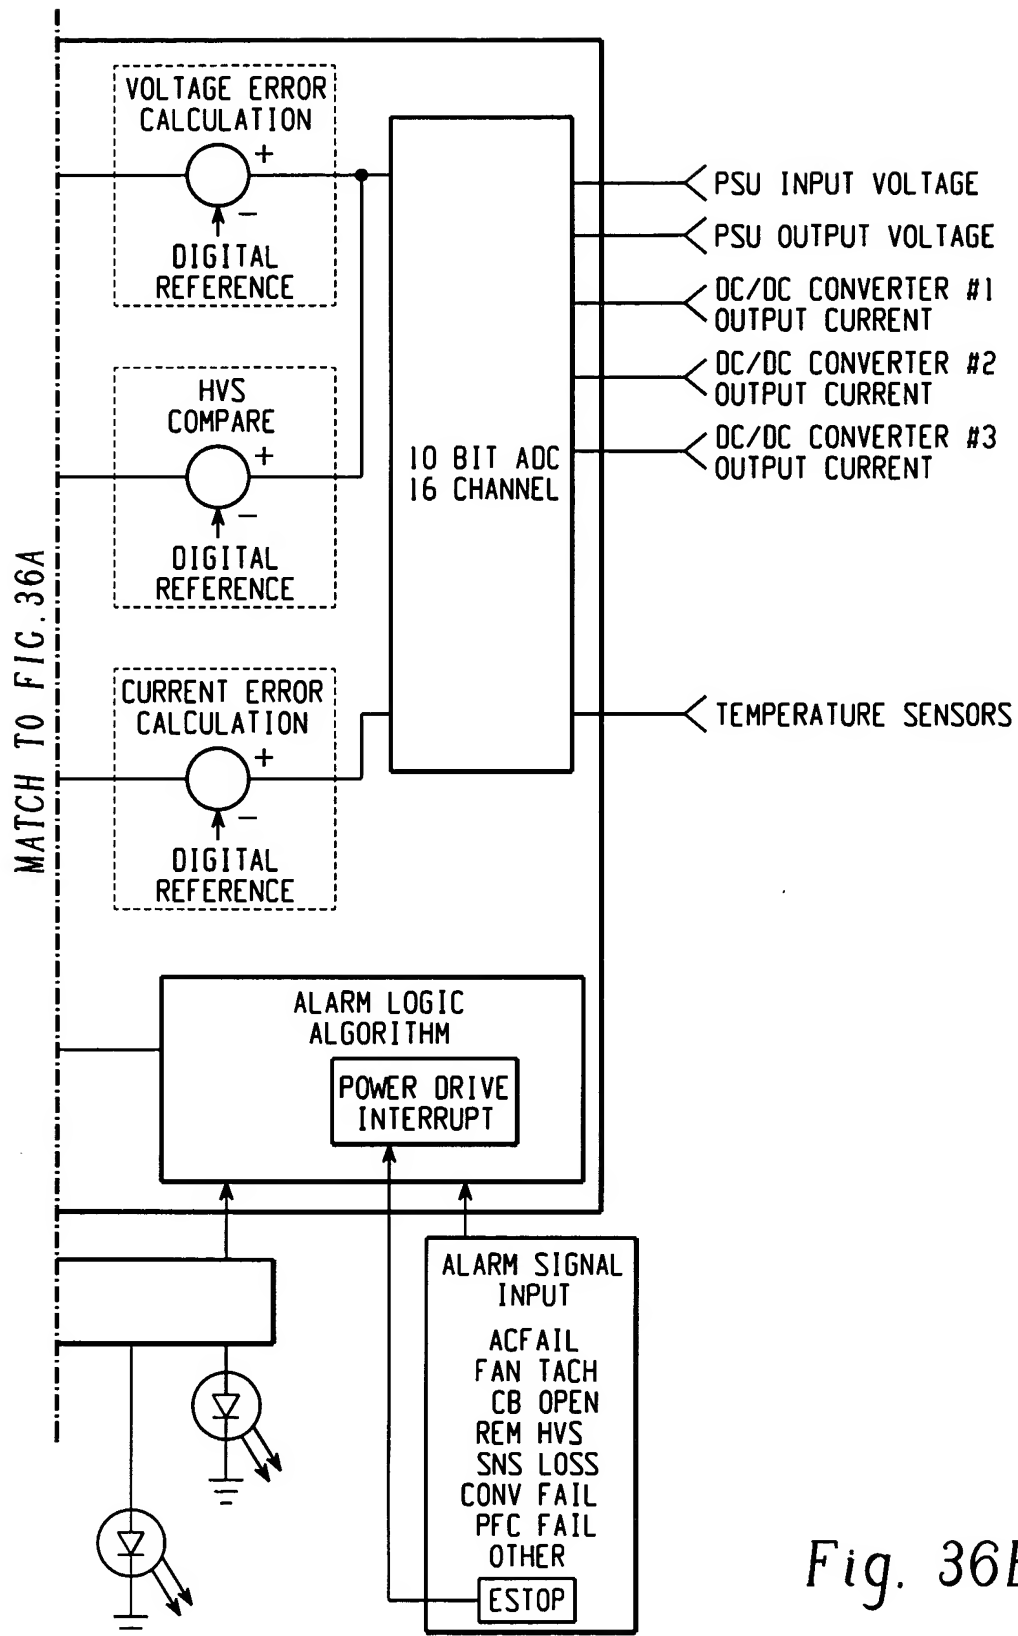 VOLTAGE ERROR
CALCULATION
+
−
DIGITAL
REFERENCE
HVS
COMPARE
+
−
DIGITAL
REFERENCE
CURRENT ERROR
CALCULATION
+
−
DIGITAL
REFERENCE
10 BIT ADC
16 CHANNEL
PSU INPUT VOLTAGE
PSU OUTPUT VOLTAGE
DC/DC CONVERTER #1
OUTPUT CURRENT
DC/DC CONVERTER #2
OUTPUT CURRENT
DC/DC CONVERTER #3
OUTPUT CURRENT
TEMPERATURE SENSORS
MATCH TO FIG. 36A
ALARM LOGIC
ALGORITHM
POWER DRIVE
INTERRUPT
ALARM SIGNAL
INPUT
ACFAIL
FAN TACH
CB OPEN
REM HVS
SNS LOSS
CONV FAIL
PFC FAIL
OTHER
ESTOP
Fig. 36B